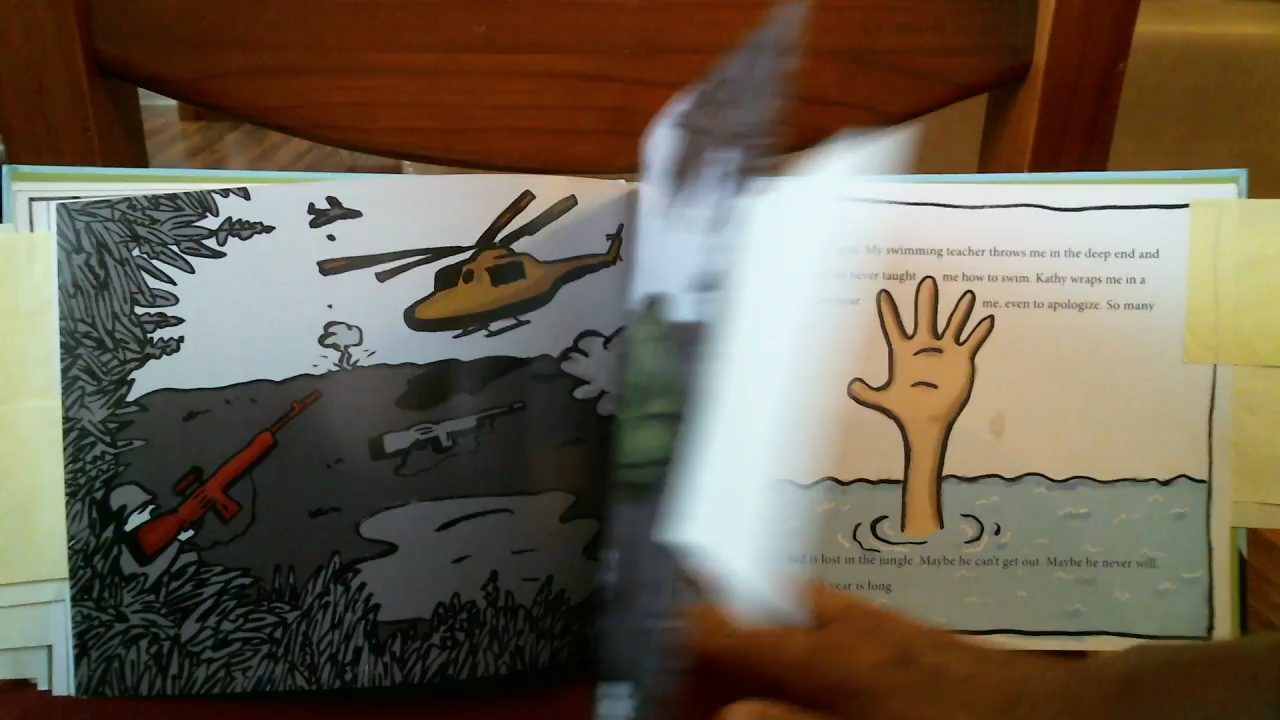 My swimming teacher throws me in the deep end and
he never taught me how to swim. Kathy wraps me in a
me, even to apologize. So many
is lost in the jungle. Maybe he can't get out. Maybe he never will.
year is long.